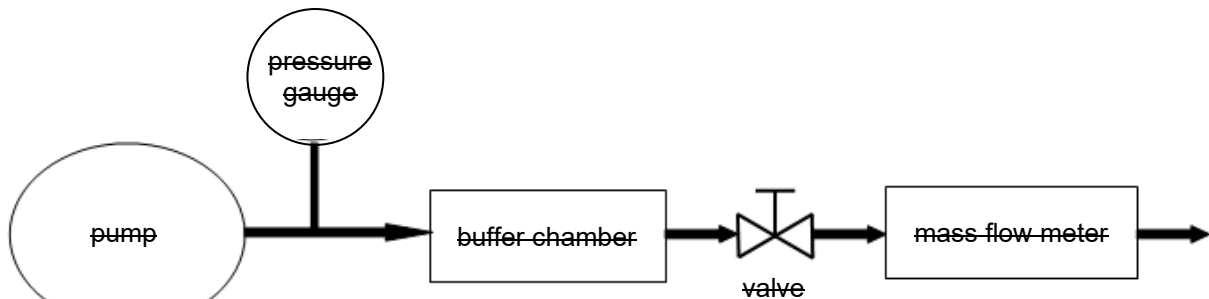 pressure
gauge
pump
buffer chamber
mass flow meter
valve